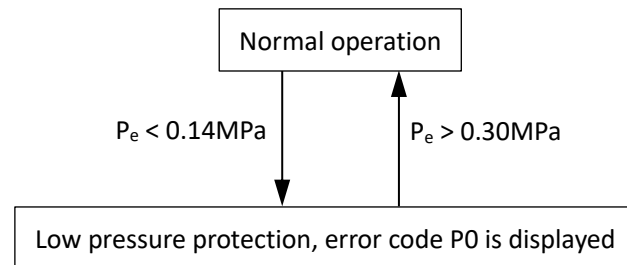 Normal operation
Pₑ < 0.14MPa
Pₑ > 0.30MPa
Low pressure protection, error code P0 is displayed